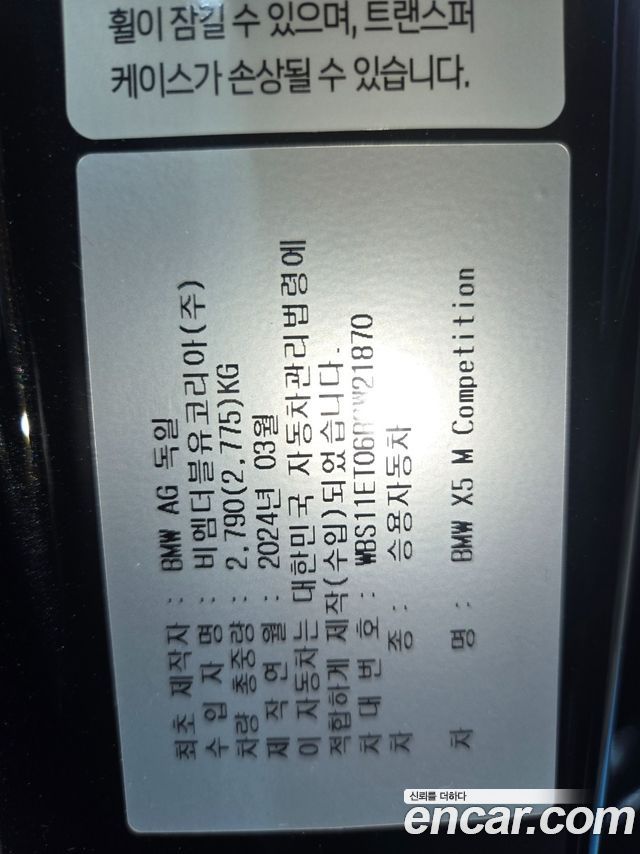 휠이 잠길 수 있으며, 트랜스퍼
케이스가 손상될 수 있습니다.
최초 제작자 : BMW AG 독일
수 입 자 명 : 비엠더블유코리아(주)
차량 총중량 : 2,790(2,775)KG
제 작 연 월 : 2024년 03월
이 자동차는 대한민국 자동차관리법령에
적합하게 제작(수입)되었습니다.
차 대 번 호 :
차 종 : 승용자동차
차 명 : BMW X5 M Competition
신뢰를 더하다
encar.com